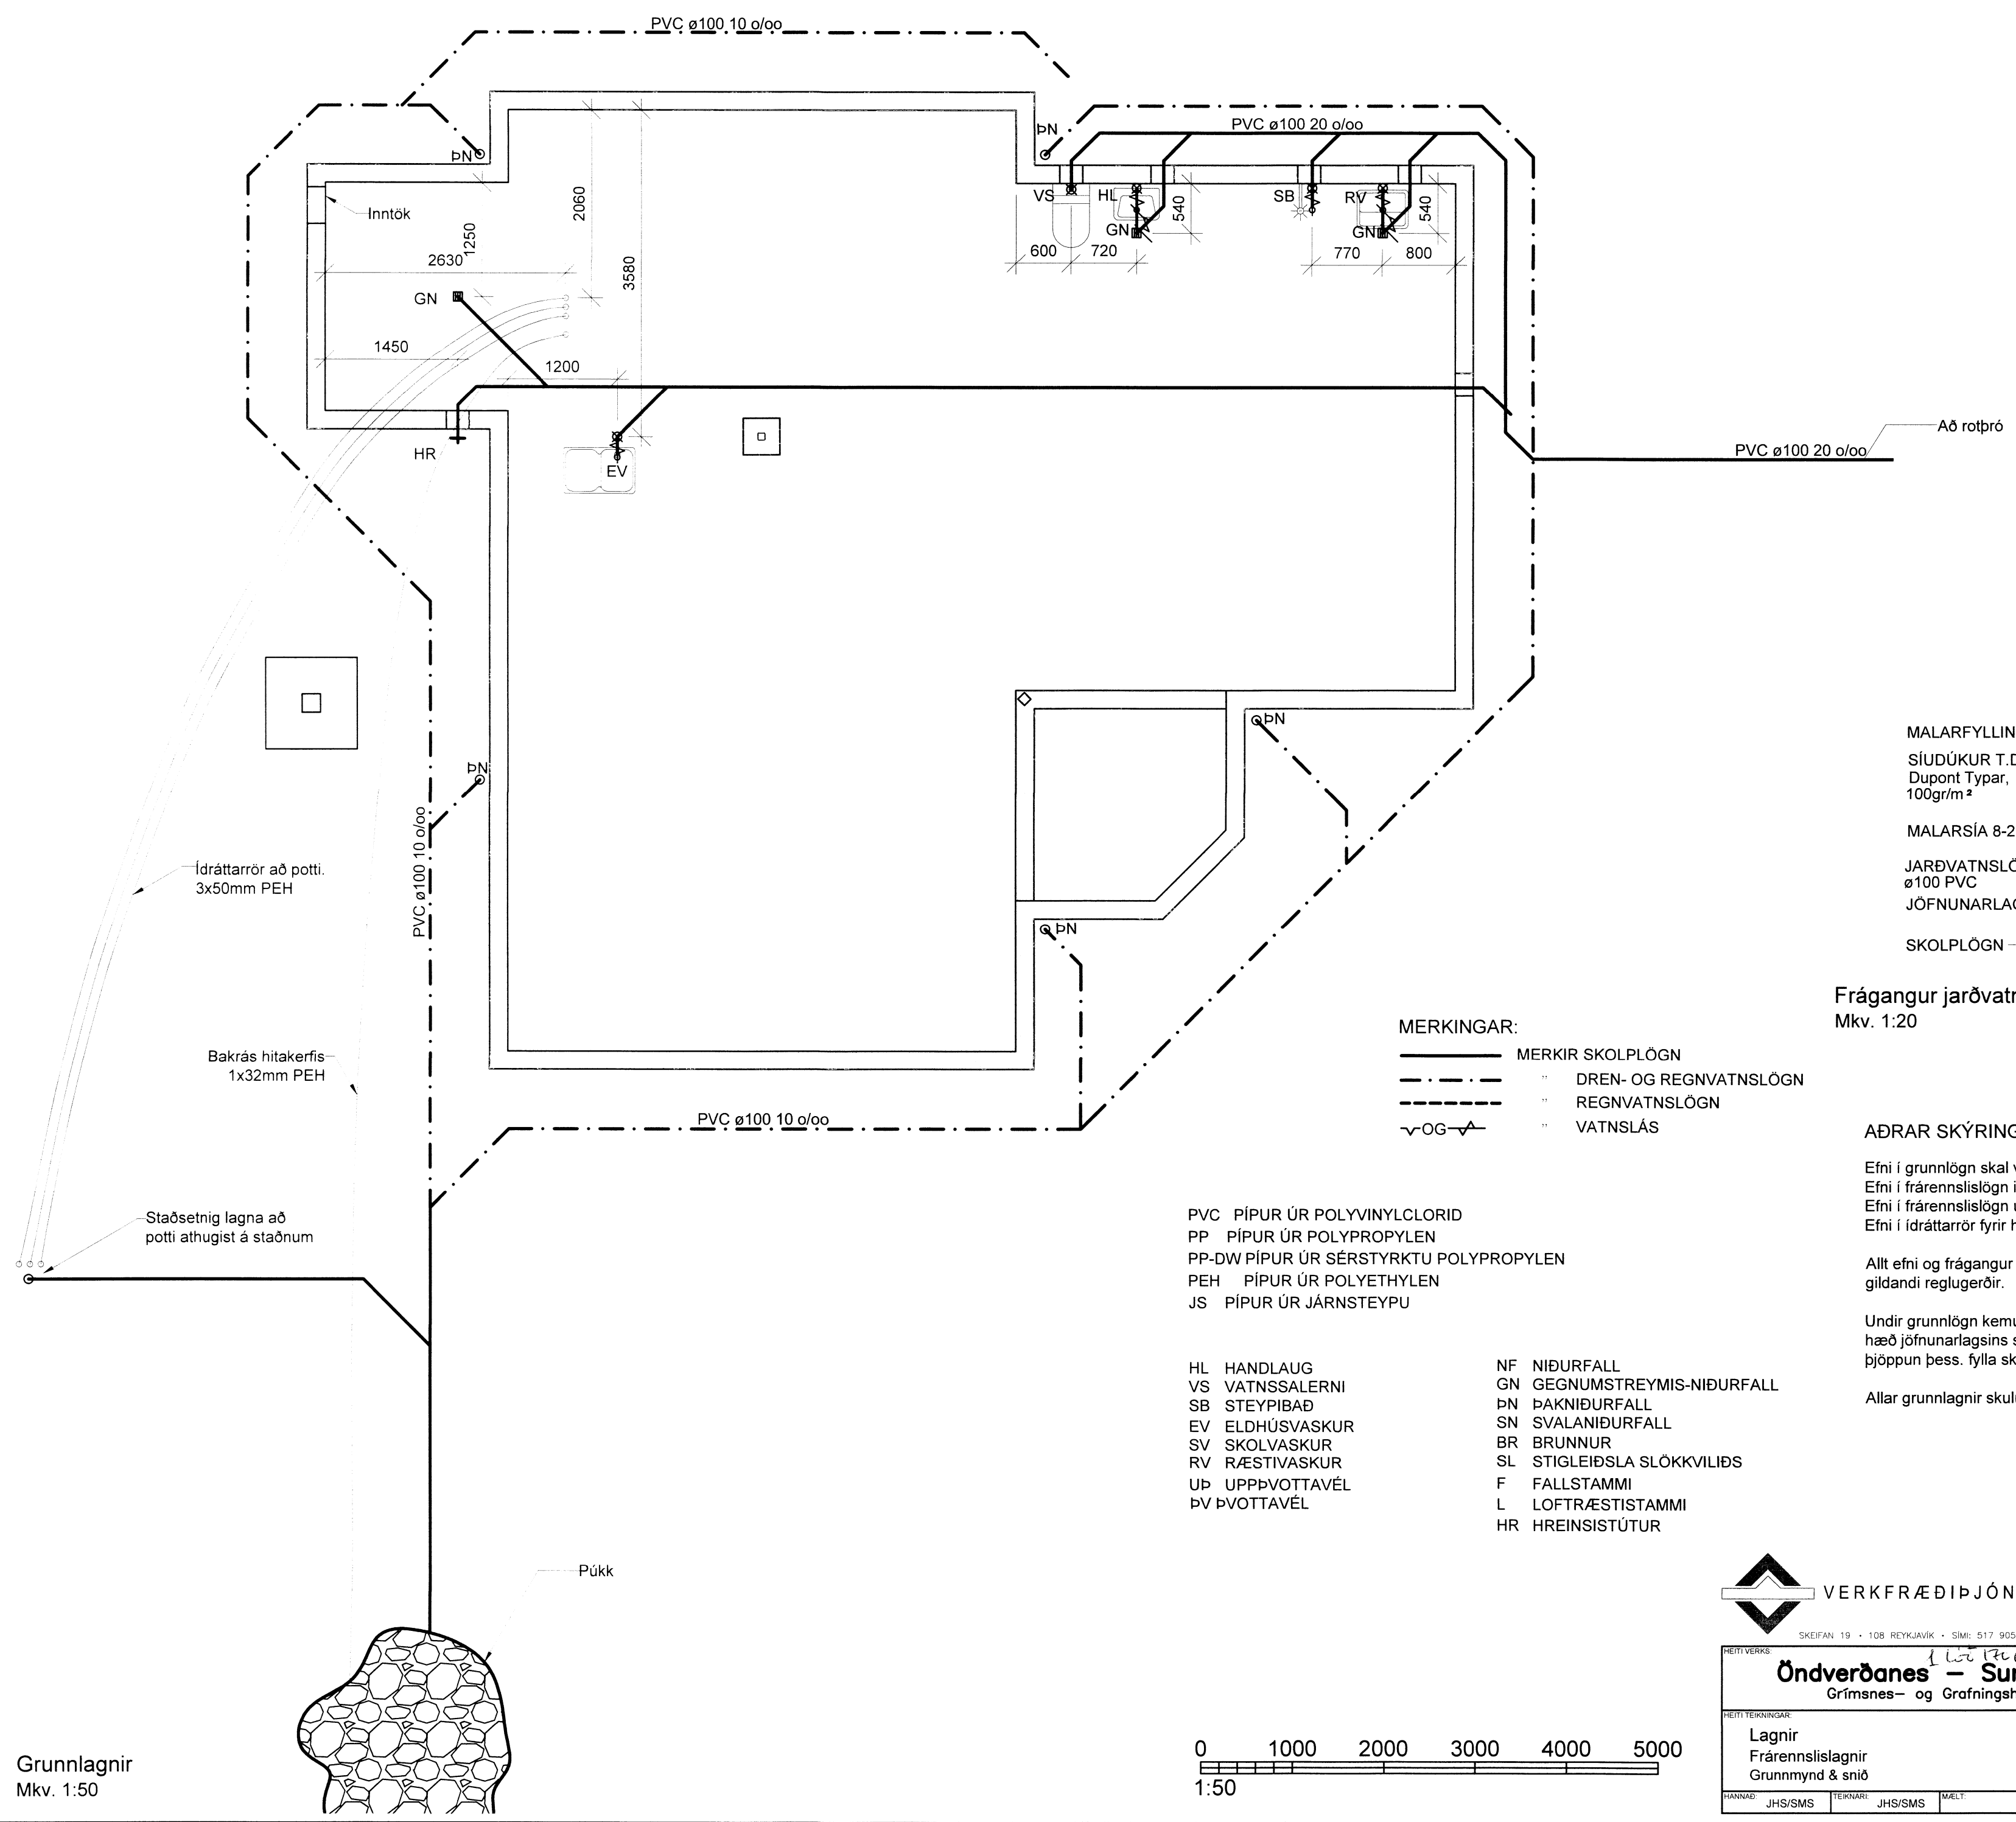 PVC ø100 10 o/oo
ÞN
ÞN
PVC ø100 20 o/oo
Inntök
1250
2060
2630
3580
VS
HL
540
SB
RV
540
GN
GN
600
720
770
800
GN
1450
1200
HR
EV
Að rotþró
PVC ø100 20 o/oo
ÞN
ÞN
ÞN
PVC ø100 10 o/oo
Ídráttarrör að potti.
3x50mm PEH
Bakrás hitakerfis
1x32mm PEH
PVC ø100 10 o/oo
Staðsetnig lagna að
potti athugist á staðnum
Púkk
Grunnlagnir
Mkv. 1:50
MALARFYLLIN
SÍUDÚKUR T.D
Dupont Typar,
100gr/m²
MALARSÍA 8-2
JARÐVATNSLÖ
ø100 PVC
JÖFNUNARLAG
SKOLPLÖGN
Frágangur jarðvatn
Mkv. 1:20
MERKINGAR:
MERKIR SKOLPLÖGN
" DREN- OG REGNVATNSLÖGN
" REGNVATNSLÖGN
OG " VATNSLÁS
PVC PÍPUR ÚR POLYVINYLCLORID
PP PÍPUR ÚR POLYPROPYLEN
PP-DW PÍPUR ÚR SÉRSTYRKTU POLYPROPYLEN
PEH PÍPUR ÚR POLYETHYLEN
JS PÍPUR ÚR JÁRNSTEYPU
HL HANDLAUG
VS VATNSSALERNI
SB STEYPIBAÐ
EV ELDHÚSVASKUR
SV SKOLVASKUR
RV RÆSTIVASKUR
UÞ UPPÞVOTTAVÉL
ÞV ÞVOTTAVÉL
NF NIÐURFALL
GN GEGNUMSTREYMIS-NIÐURFALL
ÞN ÞAKNIÐURFALL
SN SVALANIÐURFALL
BR BRUNNUR
SL STIGLEIÐSLA SLÖKKVILIÐS
F FALLSTAMMI
L LOFTRÆSTISTAMMI
HR HREINSISTÚTUR
AÐRAR SKÝRING
Efni í grunnlögn skal v
Efni í frárennslislögn i
Efni í frárennslislögn u
Efni í ídráttarrör fyrir h
Allt efni og frágangur
gildandi reglugerðir.
Undir grunnlögn kemu
hæð jöfnunarlagsins s
þjöppun þess. fylla sk
Allar grunnlagnir skulu
0 1000 2000 3000 4000 5000
1:50
VERKFRÆÐIÞJÓN
SKEIFAN 19 • 108 REYKJAVÍK • SÍMI: 517 905
HEITI VERKS:
Öndverðanes – Sum
Grímsnes– og Grafningsh
HEITI TEIKNINGAR:
Lagnir
Frárennslislagnir
Grunnmynd & snið
HANNAÐ: JHS/SMS TEIKNARI: JHS/SMS MÆLT: